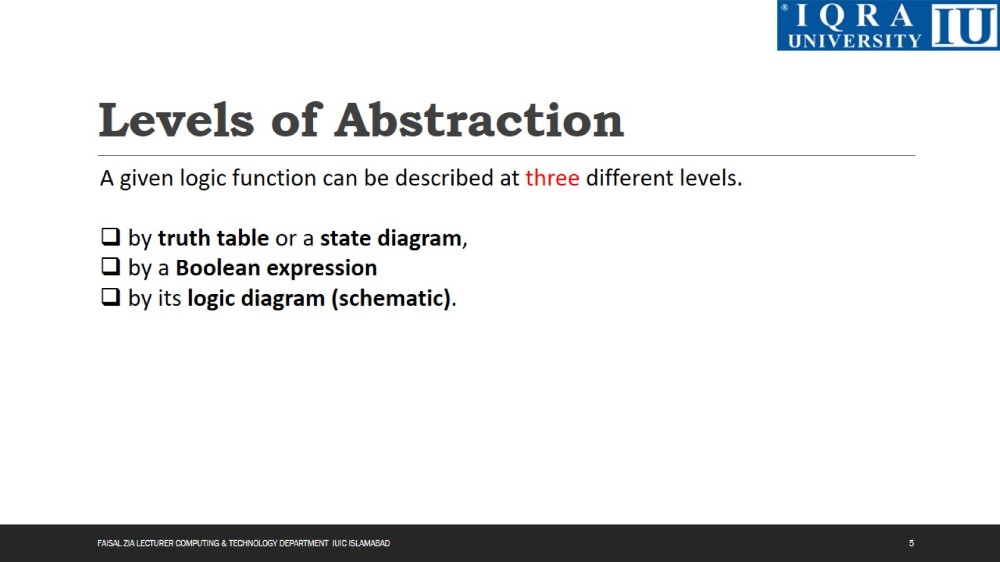 ® IQRA
UNIVERSITY IU
Levels of Abstraction
A given logic function can be described at three different levels.
❑ by truth table or a state diagram,
❑ by a Boolean expression
❑ by its logic diagram (schematic).
FAISAL ZIA LECTURER COMPUTING & TECHNOLOGY DEPARTMENT IUIC ISLAMABAD 5